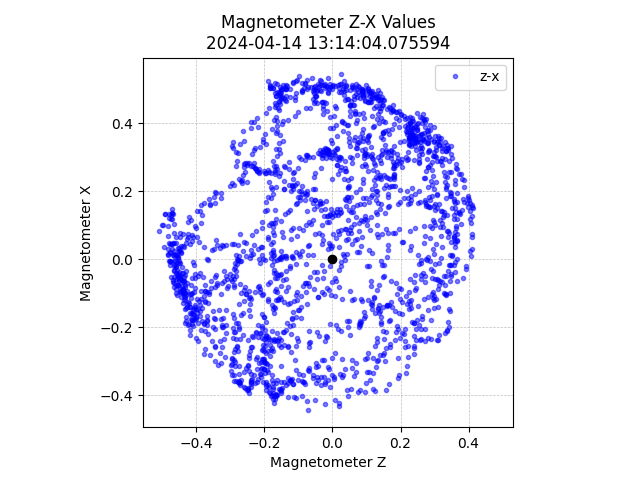 Magnetometer Z-X Values
2024-04-14 13:14:04.075594
z-x
Magnetometer X
0.4
0.2
0.0
−0.2
−0.4
−0.4
−0.2
0.0
0.2
0.4
Magnetometer Z